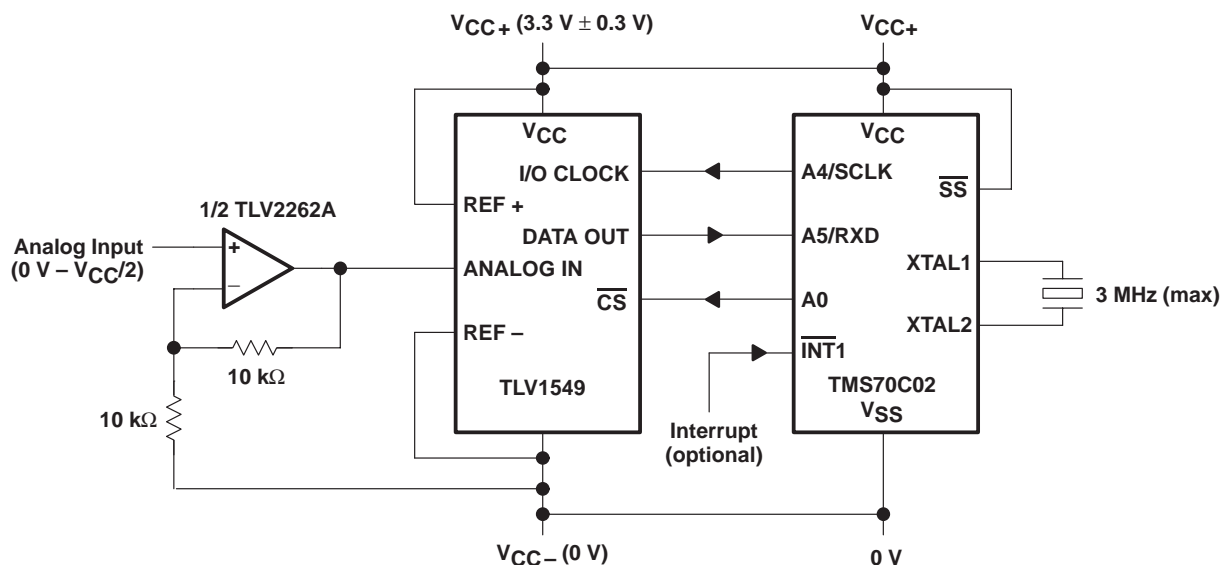 VCC+ (3.3 V ± 0.3 V)
VCC+
VCC
I/O CLOCK
REF +
DATA OUT
ANALOG IN
CS
REF –
TLV1549
VCC
A4/SCLK
SS
A5/RXD
XTAL1
A0
XTAL2
INT1
TMS70C02
VSS
3 MHz (max)
1/2 TLV2262A
Analog Input
(0 V – VCC/2)
+
–
10 kΩ
10 kΩ
Interrupt
(optional)
VCC– (0 V)
0 V